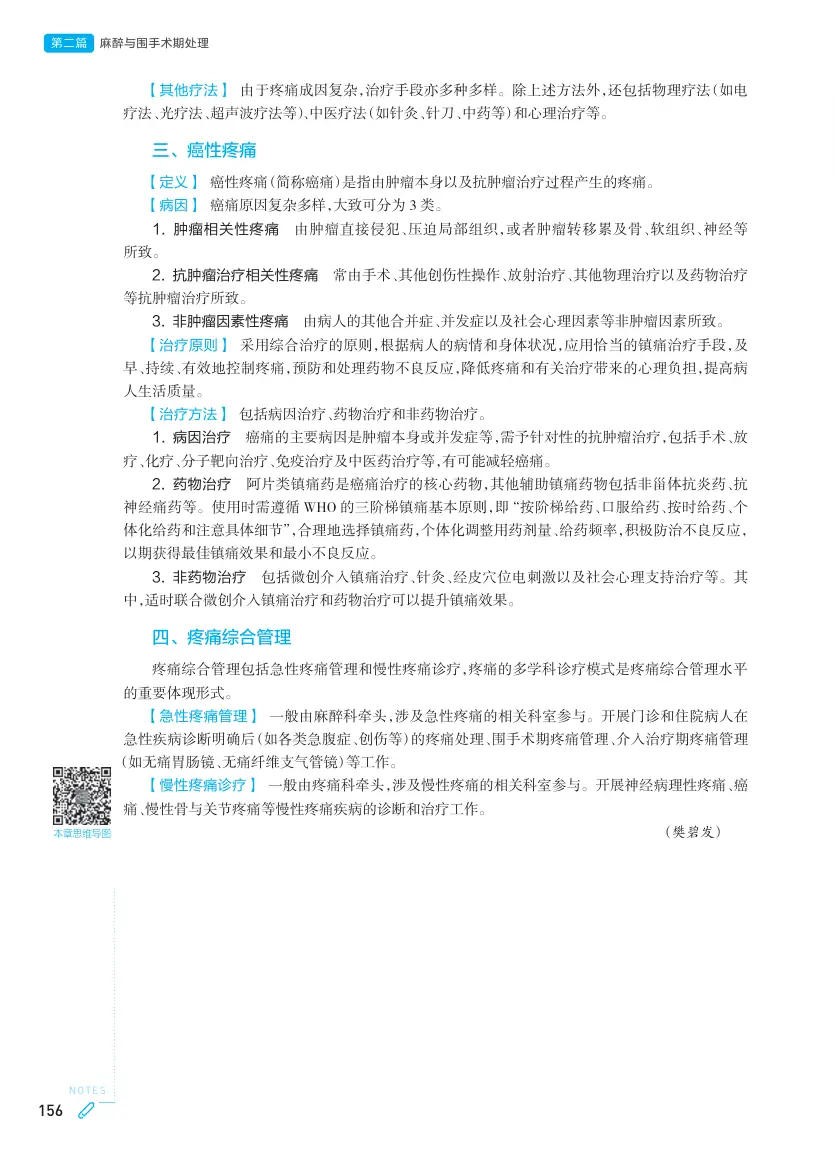 第二篇 麻醉与围手术期处理
【其他疗法】 由于疼痛成因复杂,治疗手段亦多种多样。除上述方法外,还包括物理疗法(如电
疗法、光疗法、超声波疗法等)、中医疗法(如针灸、针刀、中药等)和心理治疗等。
三、癌性疼痛
【定义】 癌性疼痛(简称癌痛)是指由肿瘤本身以及抗肿瘤治疗过程产生的疼痛。
【病因】 癌痛原因复杂多样,大致可分为 3 类。
1. 肿瘤相关性疼痛 由肿瘤直接侵犯、压迫局部组织,或者肿瘤转移累及骨、软组织、神经等
所致。
2. 抗肿瘤治疗相关性疼痛 常由手术、其他创伤性操作、放射治疗、其他物理治疗以及药物治疗
等抗肿瘤治疗所致。
3. 非肿瘤因素性疼痛 由病人的其他合并症、并发症以及社会心理因素等非肿瘤因素所致。
【治疗原则】 采用综合治疗的原则,根据病人的病情和身体状况,应用恰当的镇痛治疗手段,及
早、持续、有效地控制疼痛,预防和处理药物不良反应,降低疼痛和有关治疗带来的心理负担,提高病
人生活质量。
【治疗方法】 包括病因治疗、药物治疗和非药物治疗。
1. 病因治疗 癌痛的主要病因是肿瘤本身或并发症等,需予针对性的抗肿瘤治疗,包括手术、放
疗、化疗、分子靶向治疗、免疫治疗及中医药治疗等,有可能减轻癌痛。
2. 药物治疗 阿片类镇痛药是癌痛治疗的核心药物,其他辅助镇痛药物包括非甾体抗炎药、抗
神经痛药等。使用时需遵循 WHO 的三阶梯镇痛基本原则,即“按阶梯给药、口服给药、按时给药、个
体化给药和注意具体细节”,合理地选择镇痛药,个体化调整用药剂量、给药频率,积极防治不良反应,
以期获得最佳镇痛效果和最小不良反应。
3. 非药物治疗 包括微创介入镇痛治疗、针灸、经皮穴位电刺激以及社会心理支持治疗等。其
中,适时联合微创介入镇痛治疗和药物治疗可以提升镇痛效果。
四、疼痛综合管理
疼痛综合管理包括急性疼痛管理和慢性疼痛诊疗,疼痛的多学科诊疗模式是疼痛综合管理水平
的重要体现形式。
【急性疼痛管理】 一般由麻醉科牵头,涉及急性疼痛的相关科室参与。开展门诊和住院病人在
急性疾病诊断明确后(如各类急腹症、创伤等)的疼痛处理、围手术期疼痛管理、介入治疗期疼痛管理
(如无痛胃肠镜、无痛纤维支气管镜)等工作。
【慢性疼痛诊疗】 一般由疼痛科牵头,涉及慢性疼痛的相关科室参与。开展神经病理性疼痛、癌
痛、慢性骨与关节疼痛等慢性疼痛疾病的诊断和治疗工作。
(樊碧发)
本章思维导图
NOTES
156